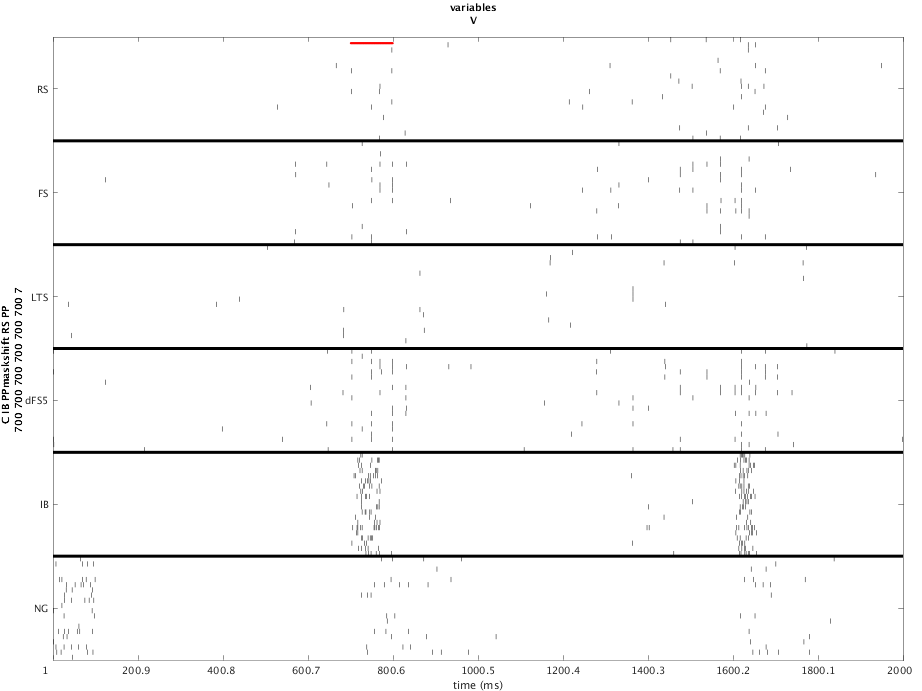 variables
V
RS
FS
LTS
dFS5
IB
NG
C IB PPmaskshift RS PP
700 700 700 700 700 700 7
1
200.9
400.8
600.7
800.6
1000.5
1200.4
1400.3
1600.2
1800.1
2000
time (ms)